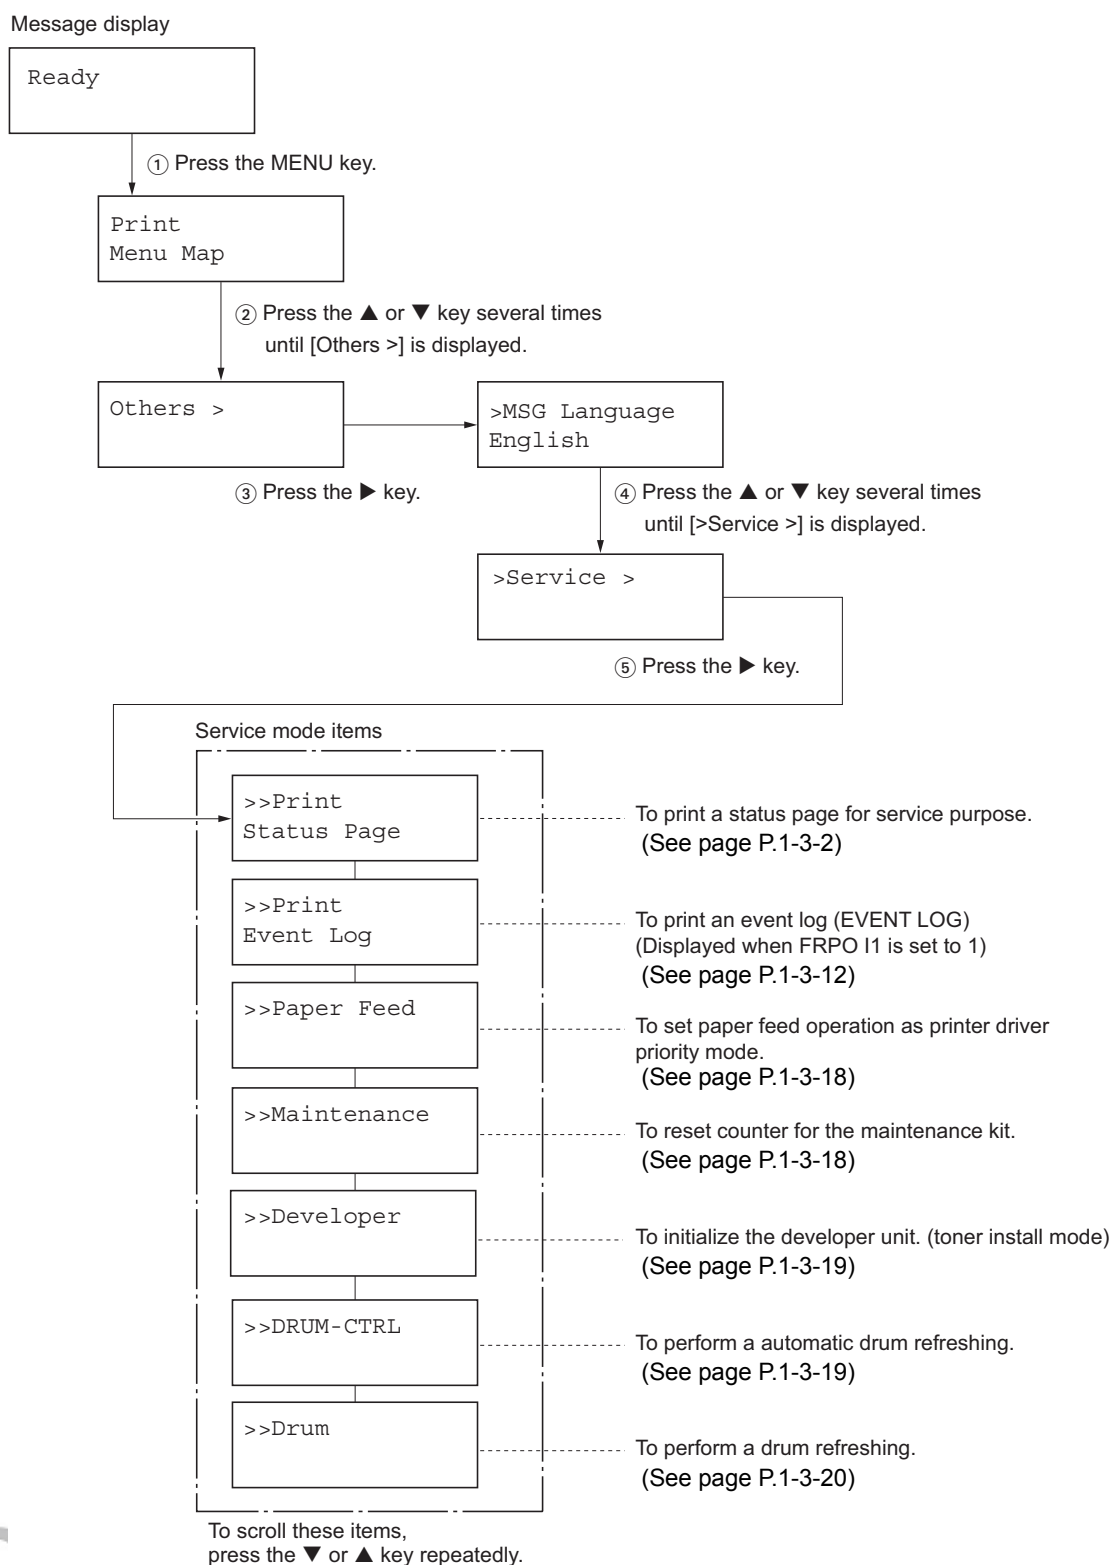 Message display
Ready
① Press the MENU key.
Print
Menu Map
② Press the ▲ or ▼ key several times
until [Others >] is displayed.
Others >
>MSG Language
English
③ Press the ▶ key.
④ Press the ▲ or ▼ key several times
until [>Service >] is displayed.
>Service >
⑤ Press the ▶ key.
Service mode items
>>Print
Status Page
To print a status page for service purpose.
(See page P.1-3-2)
>>Print
Event Log
To print an event log (EVENT LOG)
(Displayed when FRPO I1 is set to 1)
(See page P.1-3-12)
>>Paper Feed
To set paper feed operation as printer driver
priority mode.
(See page P.1-3-18)
>>Maintenance
To reset counter for the maintenance kit.
(See page P.1-3-18)
>>Developer
To initialize the developer unit. (toner install mode)
(See page P.1-3-19)
>>DRUM-CTRL
To perform a automatic drum refreshing.
(See page P.1-3-19)
>>Drum
To perform a drum refreshing.
(See page P.1-3-20)
To scroll these items,
press the ▼ or ▲ key repeatedly.